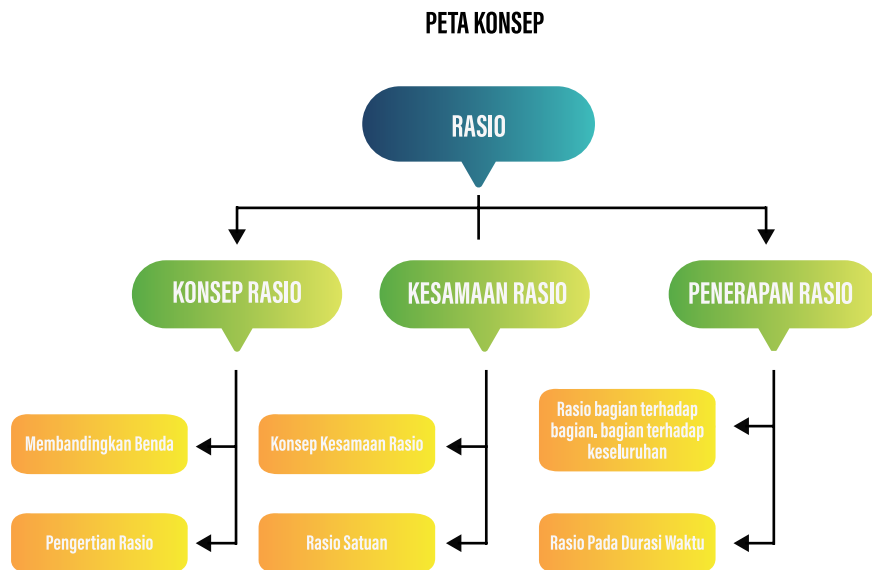 PETA KONSEP
RASIO
KONSEP RASIO
KESAMAAN RASIO
PENERAPAN RASIO
Membandingkan Benda
Konsep Kesamaan Rasio
Rasio bagian terhadap
bagian. bagian terhadap
keseluruhan
Pengertian Rasio
Rasio Satuan
Rasio Pada Durasi Waktu